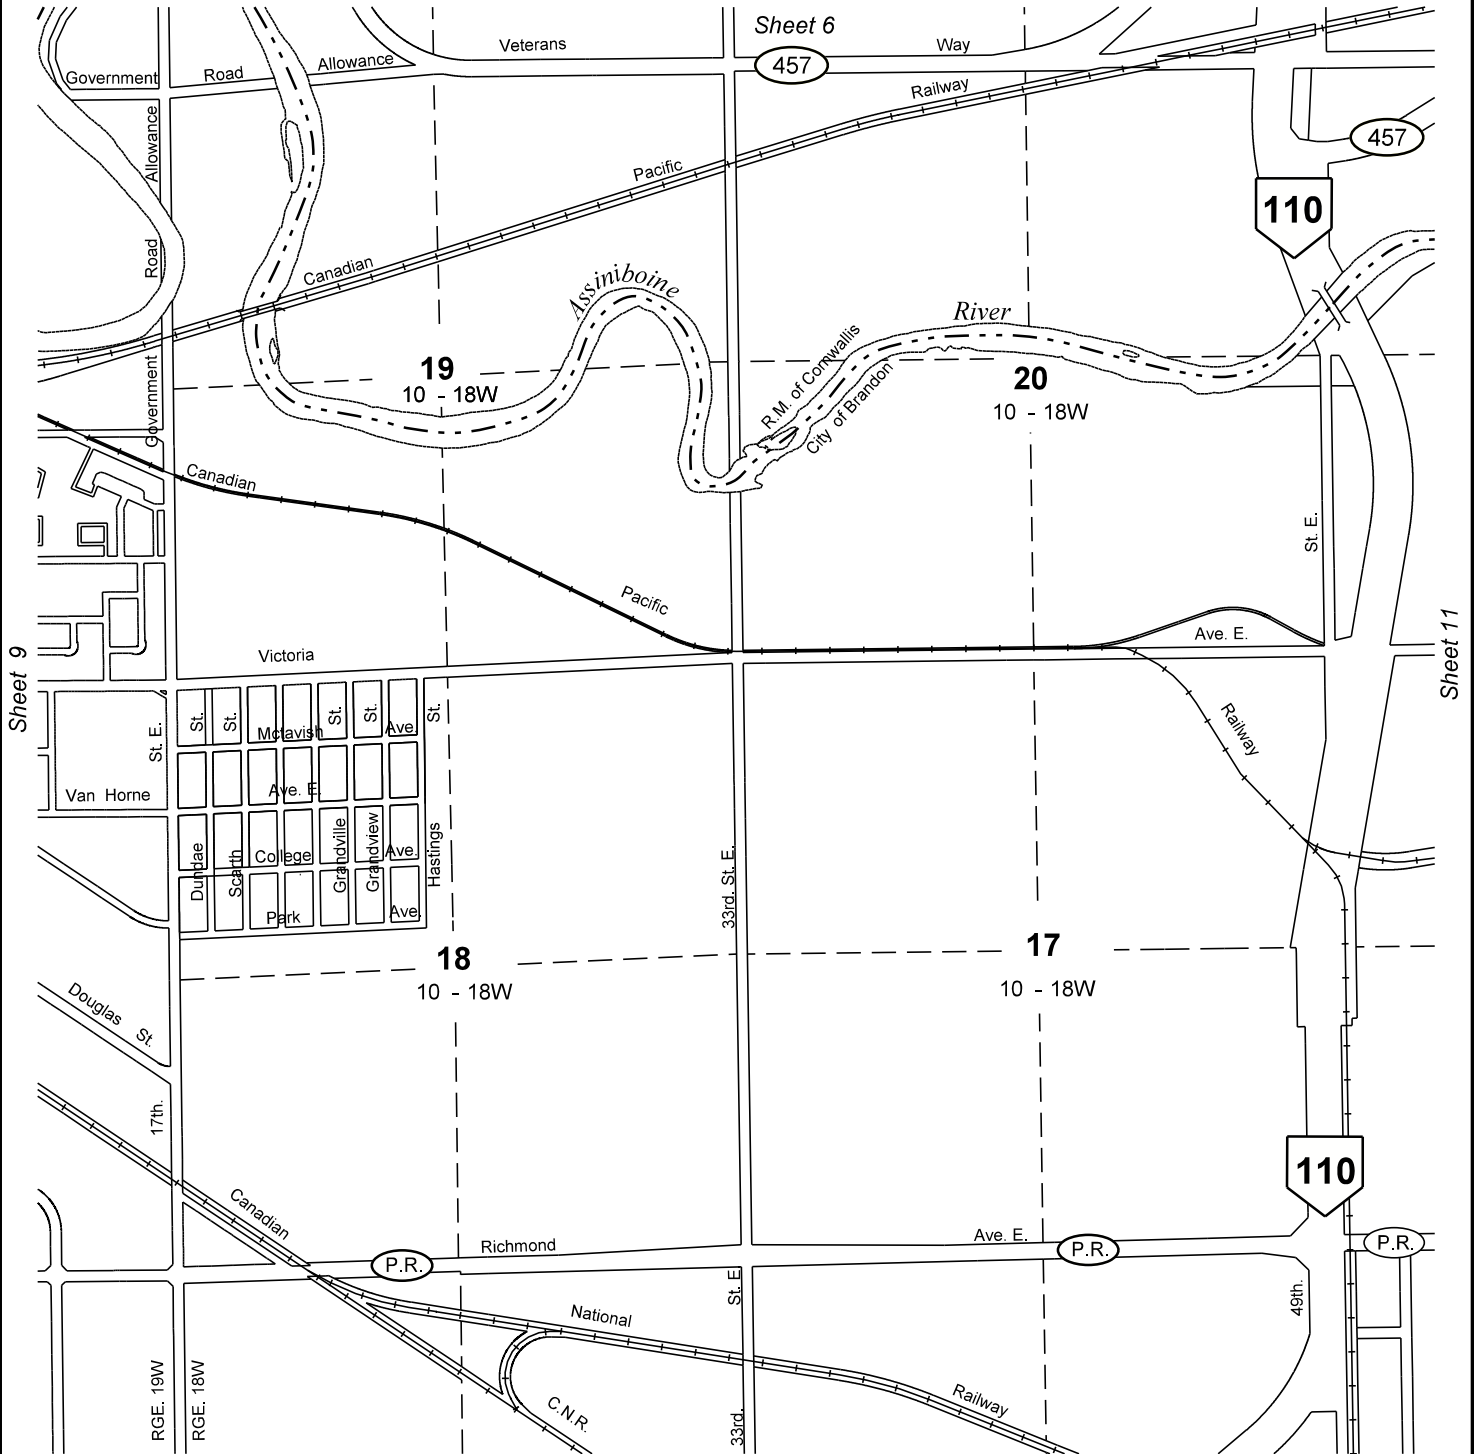 Sheet 6
Veterans Way
457
Government Road Allowance
Railway
Allowance
457
Pacific
110
Road
Canadian
Assiniboine
River
R.M. of Cornwallis
City of Brandon
19
10 - 18W
20
10 - 18W
Government
Canadian
St. E.
Pacific
Ave. E.
Victoria
Sheet 9
Sheet 11
St. E.
St.
St.
St.
St.
St.
Mctavish Ave.
Railway
Van Horne
Ave. E.
Dundae
Scarth
College Ave.
Grandville
Grandview
Hastings
33rd. St. E.
Park Ave.
18
10 - 18W
17
10 - 18W
Douglas St.
17th.
110
Canadian
Richmond
Ave. E.
P.R.
P.R.
P.R.
St. E
49th.
National
RGE. 19W
RGE. 18W
C.N.R.
33rd.
Railway